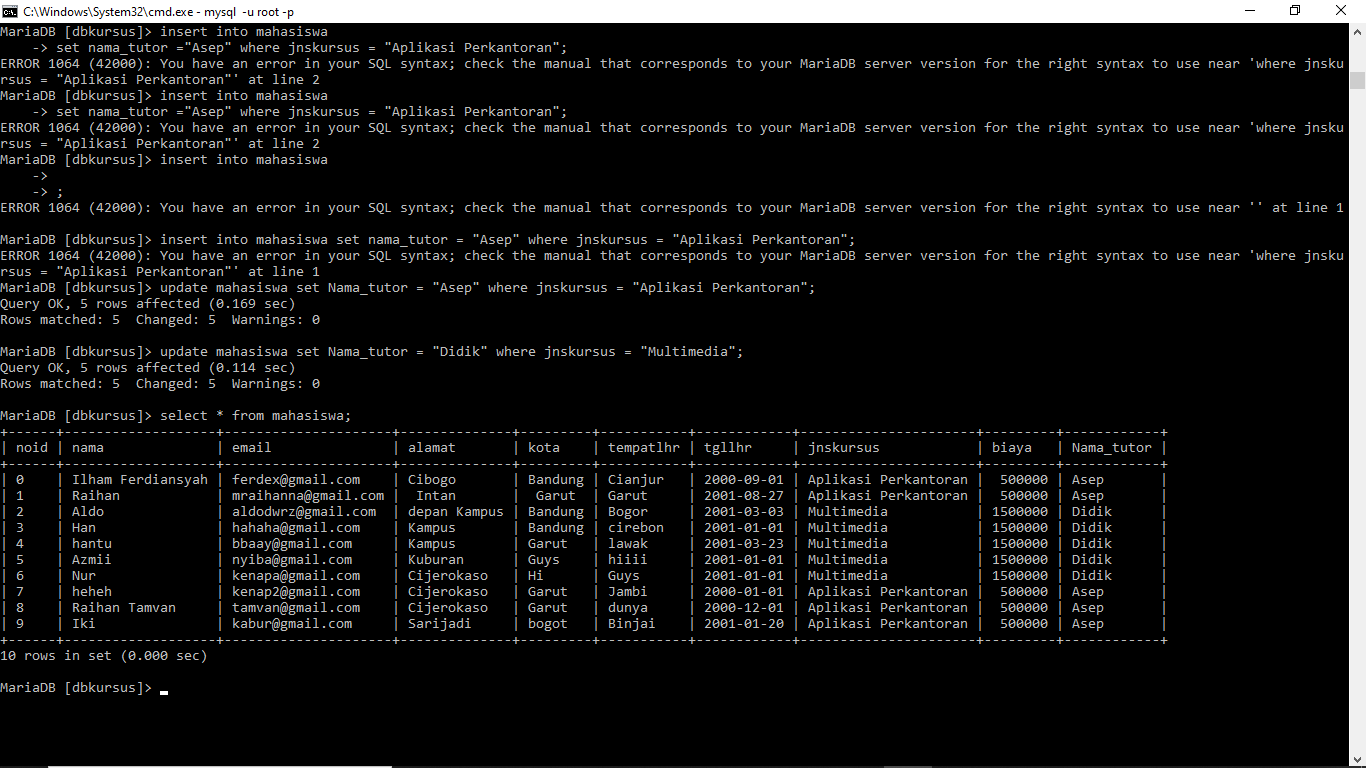 C:\Windows\System32\cmd.exe - mysql  -u root -p
MariaDB [dbkursus]> insert into mahasiswa
    -> set nama_tutor ="Asep" where jnskursus = "Aplikasi Perkantoran";
ERROR 1064 (42000): You have an error in your SQL syntax; check the manual that corresponds to your MariaDB server version for the right syntax to use near 'where jnsku
rsus = "Aplikasi Perkantoran"' at line 2
MariaDB [dbkursus]> insert into mahasiswa
    -> set nama_tutor ="Asep" where jnskursus = "Aplikasi Perkantoran";
ERROR 1064 (42000): You have an error in your SQL syntax; check the manual that corresponds to your MariaDB server version for the right syntax to use near 'where jnsku
rsus = "Aplikasi Perkantoran"' at line 2
MariaDB [dbkursus]> insert into mahasiswa
    ->
    -> ;
ERROR 1064 (42000): You have an error in your SQL syntax; check the manual that corresponds to your MariaDB server version for the right syntax to use near '' at line 1
MariaDB [dbkursus]> insert into mahasiswa set nama_tutor = "Asep" where jnskursus = "Aplikasi Perkantoran";
ERROR 1064 (42000): You have an error in your SQL syntax; check the manual that corresponds to your MariaDB server version for the right syntax to use near 'where jnsku
rsus = "Aplikasi Perkantoran"' at line 1
MariaDB [dbkursus]> update mahasiswa set Nama_tutor = "Asep" where jnskursus = "Aplikasi Perkantoran";
Query OK, 5 rows affected (0.169 sec)
Rows matched: 5  Changed: 5  Warnings: 0
MariaDB [dbkursus]> update mahasiswa set Nama_tutor = "Didik" where jnskursus = "Multimedia";
Query OK, 5 rows affected (0.114 sec)
Rows matched: 5  Changed: 5  Warnings: 0
MariaDB [dbkursus]> select * from mahasiswa;
+------+-------------------+---------------------+--------------+---------+-----------+------------+----------------------+---------+------------+
| noid | nama              | email               | alamat       | kota    | tempatlhr | tgllhr     | jnskursus            | biaya   | Nama_tutor |
+------+-------------------+---------------------+--------------+---------+-----------+------------+----------------------+---------+------------+
| 0    | Ilham Ferdiansyah | ferdex@gmail.com    | Cibogo       | Bandung | Cianjur   | 2000-09-01 | Aplikasi Perkantoran |  500000 | Asep       |
| 1    | Raihan            | mraihanna@gmail.com |  Intan       |  Garut  | Garut     | 2001-08-27 | Aplikasi Perkantoran |  500000 | Asep       |
| 2    | Aldo              | aldodwrz@gmail.com  | depan Kampus | Bandung | Bogor     | 2001-03-03 | Multimedia           | 1500000 | Didik      |
| 3    | Han               | hahaha@gmail.com    | Kampus       | Bandung | cirebon   | 2001-01-01 | Multimedia           | 1500000 | Didik      |
| 4    | hantu             | bbaay@gmail.com     | Kampus       | Garut   | lawak     | 2001-03-23 | Multimedia           | 1500000 | Didik      |
| 5    | Azmii             | nyiba@gmail.com     | Kuburan      | Guys    | hiiii     | 2001-01-01 | Multimedia           | 1500000 | Didik      |
| 6    | Nur               | kenapa@gmail.com    | Cijerokaso   | Hi      | Guys      | 2001-01-01 | Multimedia           | 1500000 | Didik      |
| 7    | heheh             | kenap2@gmail.com    | Cijerokaso   | Garut   | Jambi     | 2000-01-01 | Aplikasi Perkantoran |  500000 | Asep       |
| 8    | Raihan Tamvan     | tamvan@gmail.com    | Cijerokaso   | Garut   | dunya     | 2000-12-01 | Aplikasi Perkantoran |  500000 | Asep       |
| 9    | Iki               | kabur@gmail.com     | Sarijadi     | bogot   | Binjai    | 2001-01-20 | Aplikasi Perkantoran |  500000 | Asep       |
+------+-------------------+---------------------+--------------+---------+-----------+------------+----------------------+---------+------------+
10 rows in set (0.000 sec)
MariaDB [dbkursus]>